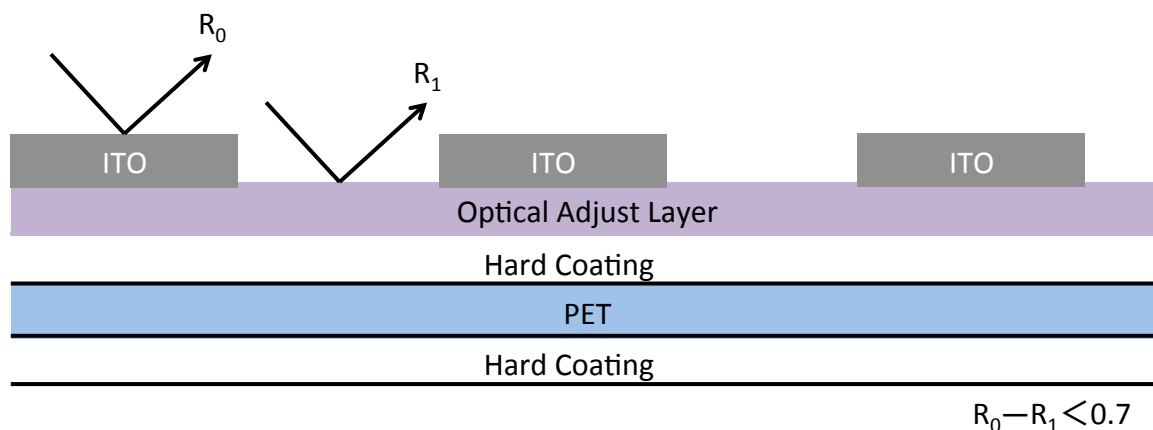 R₀
R₁
ITO
ITO
ITO
Optical Adjust Layer
Hard Coating
PET
Hard Coating
R₀—R₁＜0.7